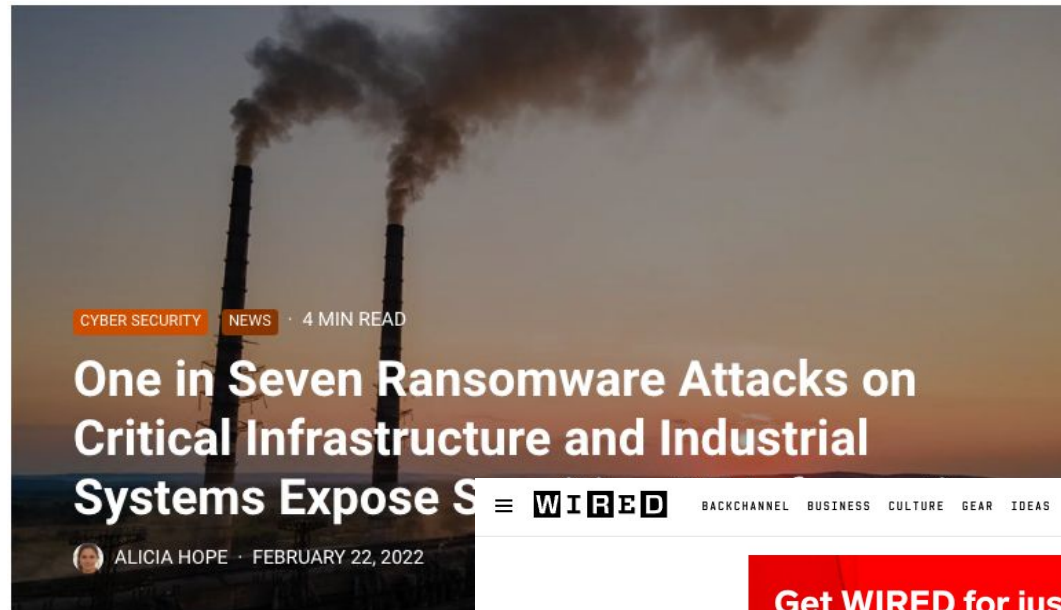 CYBER SECURITY NEWS · 4 MIN READ
One in Seven Ransomware Attacks on
Critical Infrastructure and Industrial
Systems Expose
ALICIA HOPE · FEBRUARY 22, 2022
WIRED BACKCHANNEL BUSINESS CULTURE GEAR IDEAS
Get WIRED for